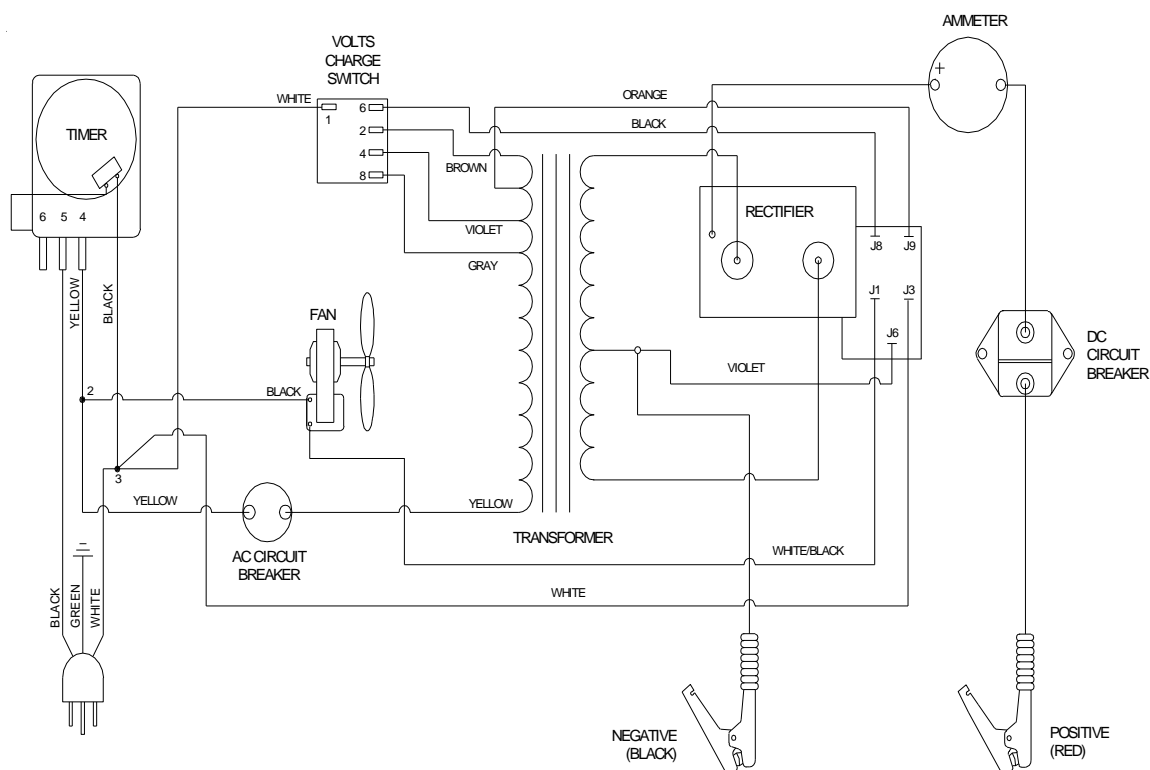 AMMETER
VOLTS
CHARGE
SWITCH
TIMER
WHITE
1
6
2
4
8
ORANGE
BLACK
BROWN
VIOLET
GRAY
+
RECTIFIER
J8
J9
J1
J3
J6
6 5 4
YELLOW
BLACK
FAN
BLACK
2
3
VIOLET
DC
CIRCUIT
BREAKER
YELLOW
AC CIRCUIT
BREAKER
YELLOW
TRANSFORMER
WHITE/BLACK
WHITE
BLACK
GREEN
WHITE
NEGATIVE
(BLACK)
POSITIVE
(RED)